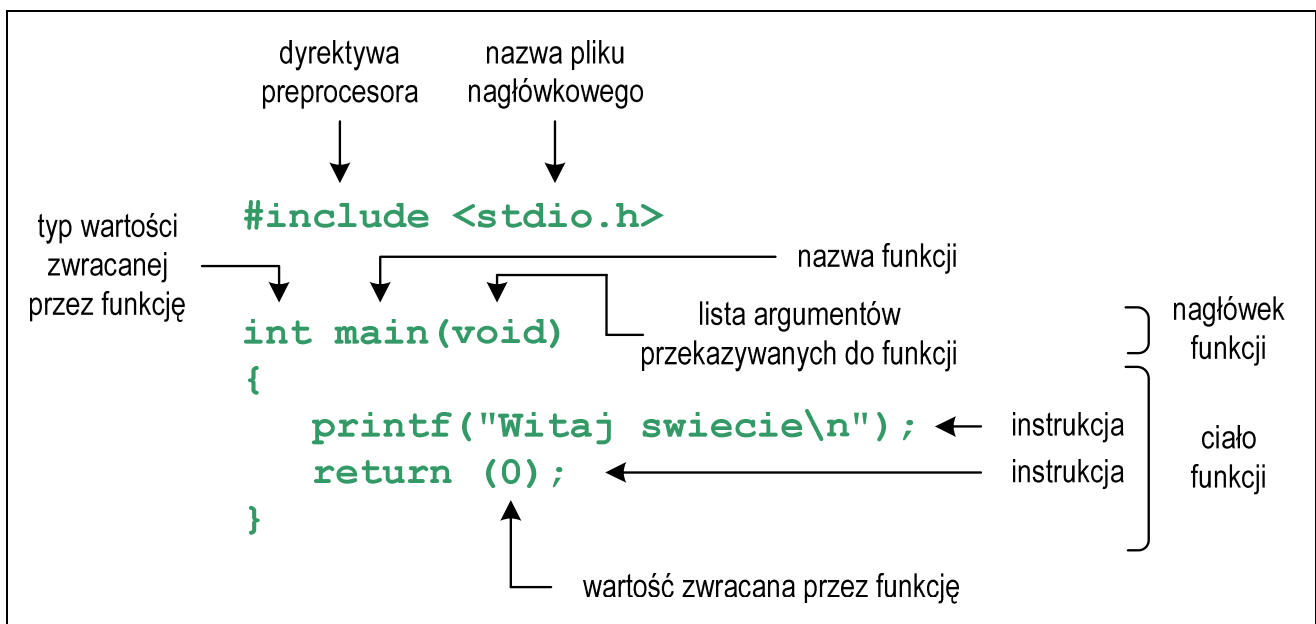 dyrektywa
preprocesora
nazwa pliku
nagłówkowego
#include <stdio.h>
typ wartości
zwracanej
przez funkcję
nazwa funkcji
int main(void)
lista argumentów
przekazywanych do funkcji
nagłówek
funkcji
{
printf("Witaj swiecie\n");
instrukcja
return (0);
instrukcja
ciało
funkcji
}
wartość zwracana przez funkcję